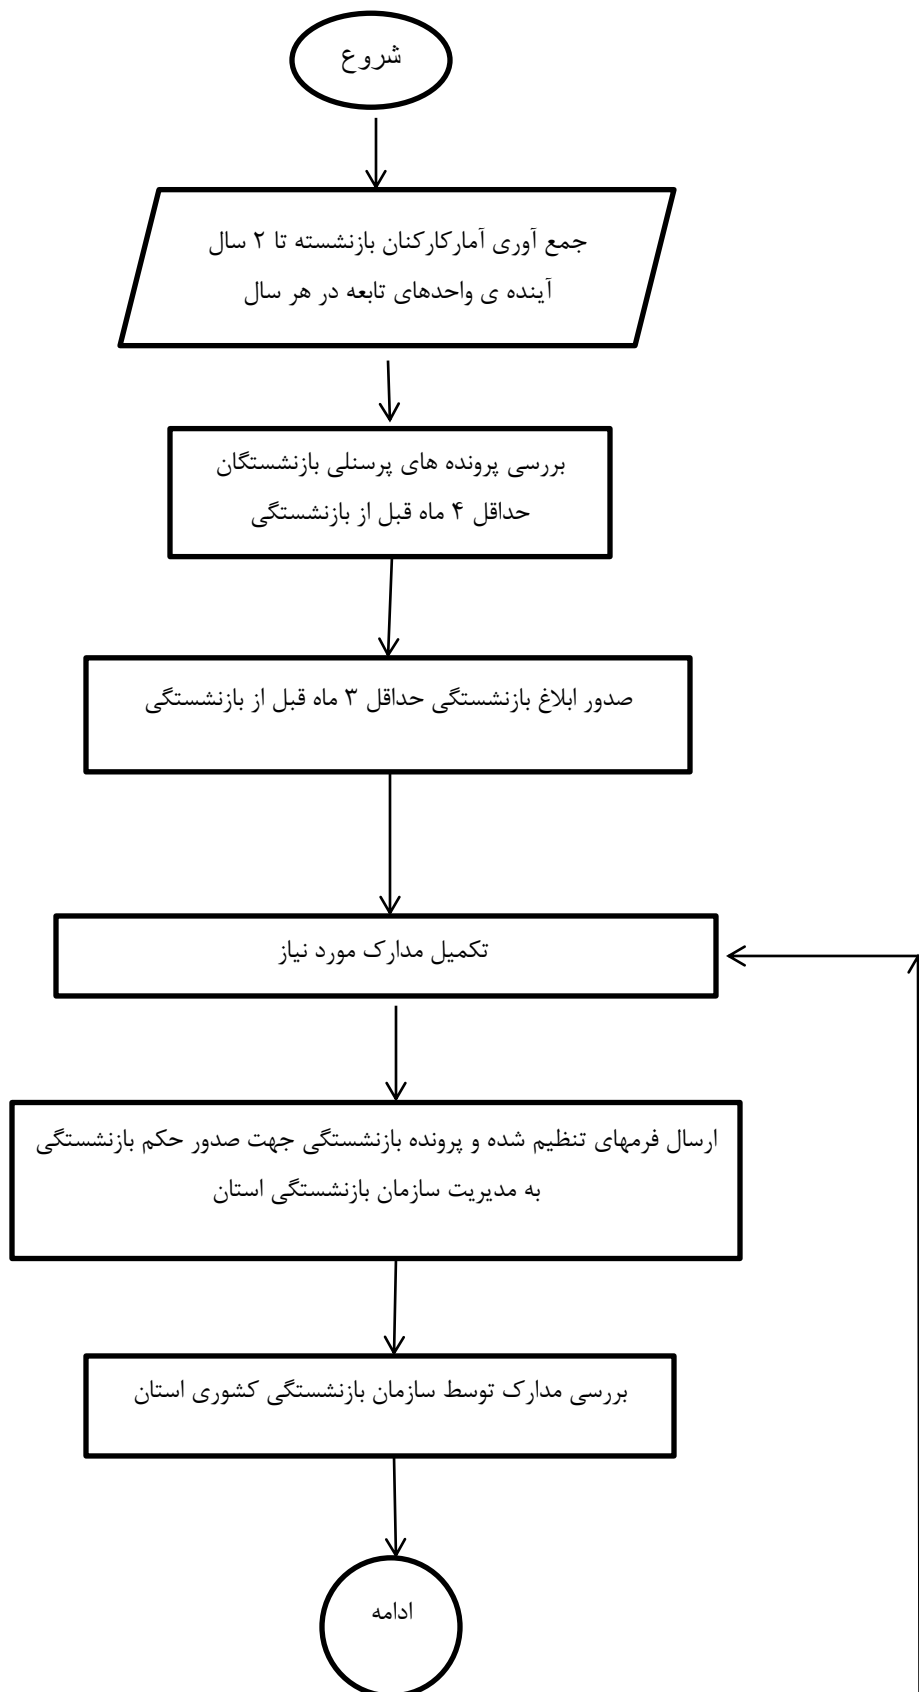 شروع
جمع آوری آمارکارکنان بازنشسته تا ۲ سال
آینده ی واحدهای تابعه در هر سال
بررسی پرونده های پرسنلی بازنشستگان
حداقل ۴ ماه قبل از بازنشستگی
صدور ابلاغ بازنشستگی حداقل ۳ ماه قبل از بازنشستگی
تکمیل مدارک مورد نیاز
ارسال فرمهای تنظیم شده و پرونده بازنشستگی جهت صدور حکم بازنشستگی
به مدیریت سازمان بازنشستگی استان
بررسی مدارک توسط سازمان بازنشستگی کشوری استان
ادامه